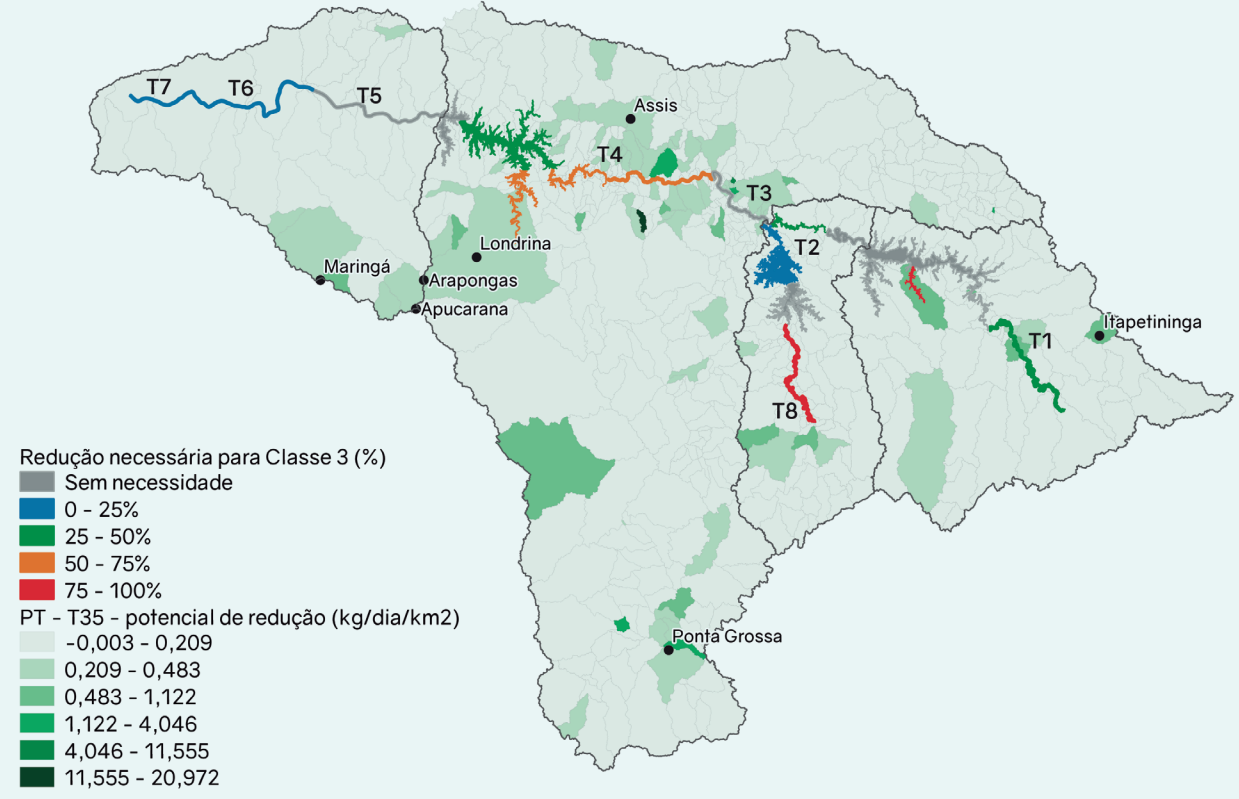 Assis
T7
T6
T5
T4
T3
T2
Londrina
Maringá
Arapongas
Apucarana
Itapetininga
T1
T8
Redução necessária para Classe 3 (%)
Sem necessidade
0 - 25%
25 - 50%
50 - 75%
75 - 100%
PT - T35 - potencial de redução (kg/dia/km2)
-0,003 - 0,209
0,209 - 0,483
0,483 - 1,122
1,122 - 4,046
4,046 - 11,555
11,555 - 20,972
Ponta Grossa